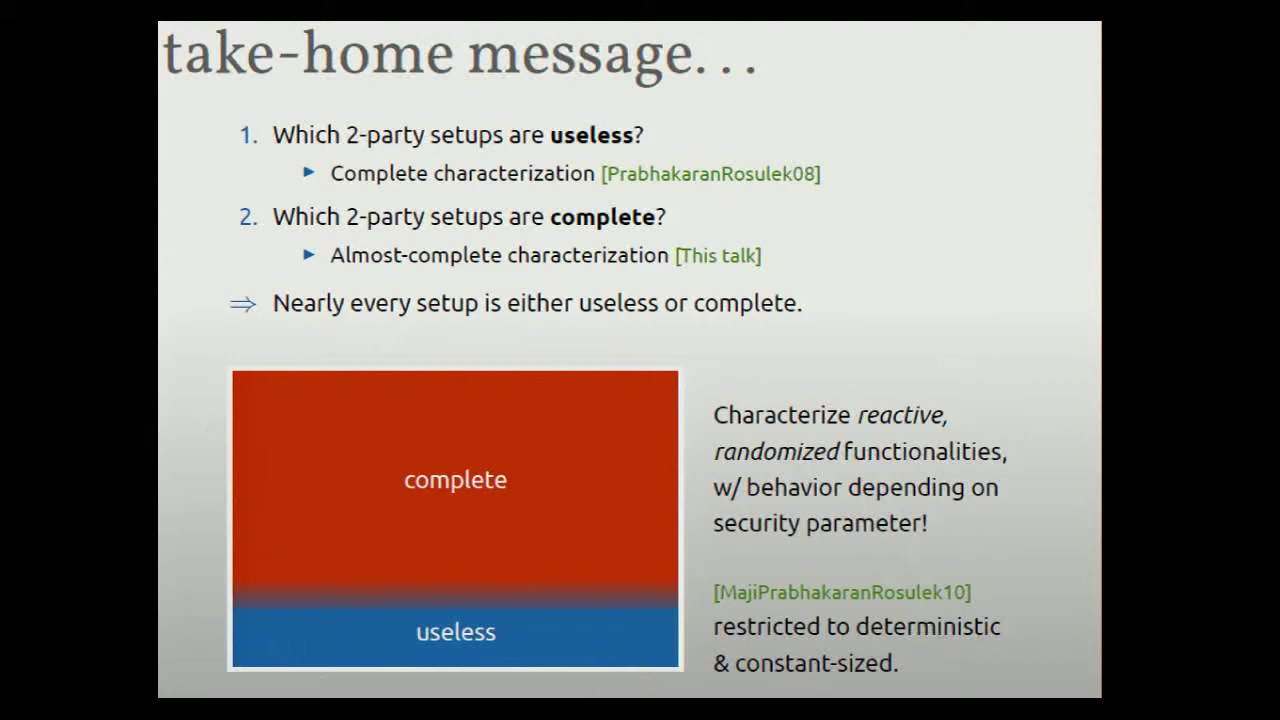 take-home message...
1. Which 2-party setups are useless?
▶ Complete characterization [PrabhakaranRosulek08]
2. Which 2-party setups are complete?
▶ Almost-complete characterization [This talk]
⇒ Nearly every setup is either useless or complete.
complete
useless
Characterize reactive,
randomized functionalities,
w/ behavior depending on
security parameter!
[MajiPrabhakaranRosulek10]
restricted to deterministic
& constant-sized.